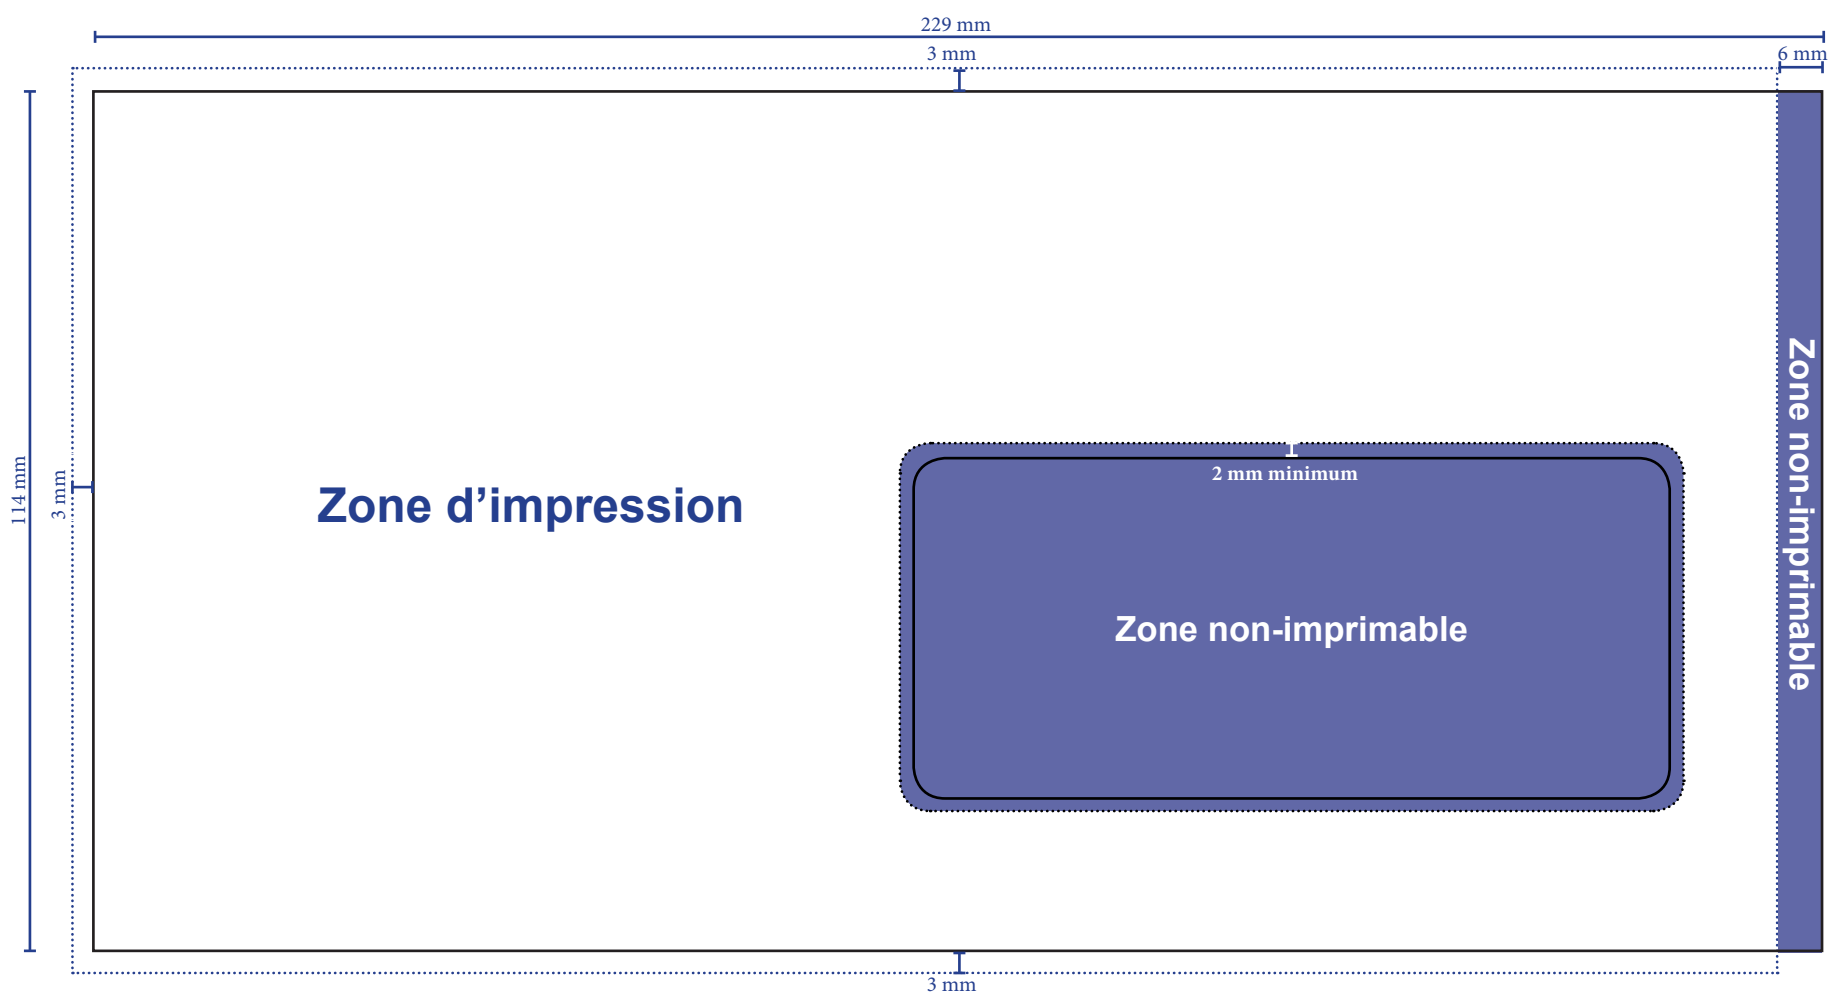 229 mm
3 mm
6 mm
114 mm
3 mm
Zone d’impression
2 mm minimum
Zone non-imprimable
Zone non-imprimable
3 mm